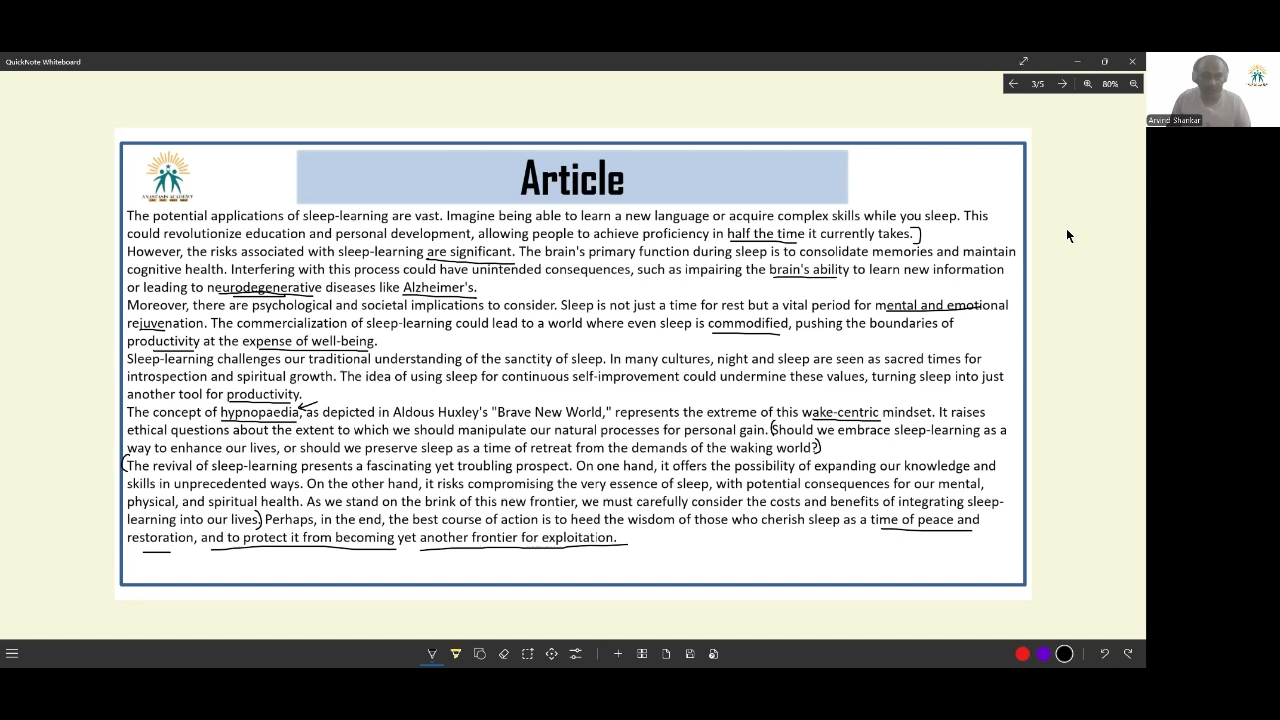 QuickNote Whiteboard
3/5
80%
Arvind Shankar
Article
ANASTASIS ACADEMY
The potential applications of sleep-learning are vast. Imagine being able to learn a new language or acquire complex skills while you sleep. This
could revolutionize education and personal development, allowing people to achieve proficiency in half the time it currently takes.
However, the risks associated with sleep-learning are significant. The brain's primary function during sleep is to consolidate memories and maintain
cognitive health. Interfering with this process could have unintended consequences, such as impairing the brain's ability to learn new information
or leading to neurodegenerative diseases like Alzheimer's.
Moreover, there are psychological and societal implications to consider. Sleep is not just a time for rest but a vital period for mental and emotional
rejuvenation. The commercialization of sleep-learning could lead to a world where even sleep is commodified, pushing the boundaries of
productivity at the expense of well-being.
Sleep-learning challenges our traditional understanding of the sanctity of sleep. In many cultures, night and sleep are seen as sacred times for
introspection and spiritual growth. The idea of using sleep for continuous self-improvement could undermine these values, turning sleep into just
another tool for productivity.
The concept of hypnopaedia, as depicted in Aldous Huxley's "Brave New World," represents the extreme of this wake-centric mindset. It raises
ethical questions about the extent to which we should manipulate our natural processes for personal gain. Should we embrace sleep-learning as a
way to enhance our lives, or should we preserve sleep as a time of retreat from the demands of the waking world?
The revival of sleep-learning presents a fascinating yet troubling prospect. On one hand, it offers the possibility of expanding our knowledge and
skills in unprecedented ways. On the other hand, it risks compromising the very essence of sleep, with potential consequences for our mental,
physical, and spiritual health. As we stand on the brink of this new frontier, we must carefully consider the costs and benefits of integrating sleep-
learning into our lives. Perhaps, in the end, the best course of action is to heed the wisdom of those who cherish sleep as a time of peace and
restoration, and to protect it from becoming yet another frontier for exploitation.